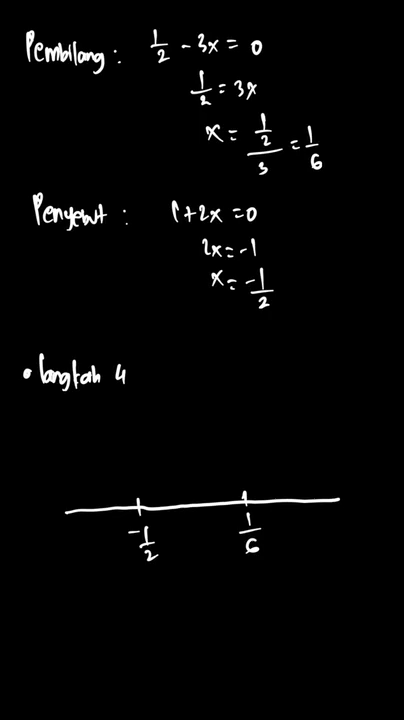 Pembilang : 1/2 - 3x = 0
1/2 = 3x
x = (1/2)/3 = 1/6
Penyebut : 1+2x = 0
2x = -1
x = -1/2
• langkah 4
-1/2 1/6